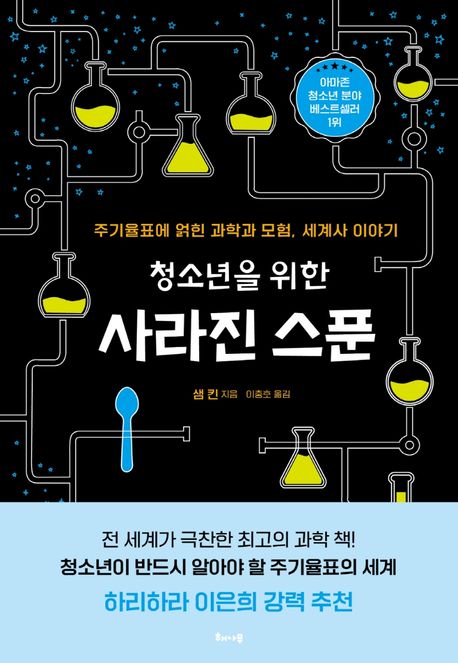 아마존
청소년 분야
베스트셀러
1위
주기율표에 얽힌 과학과 모험, 세계사 이야기
청소년을 위한
사라진 스푼
샘 킨 지음 이충호 옮김
전 세계가 극찬한 최고의 과학 책!
청소년이 반드시 알아야 할 주기율표의 세계
하리하라 이은희 강력 추천
해나무